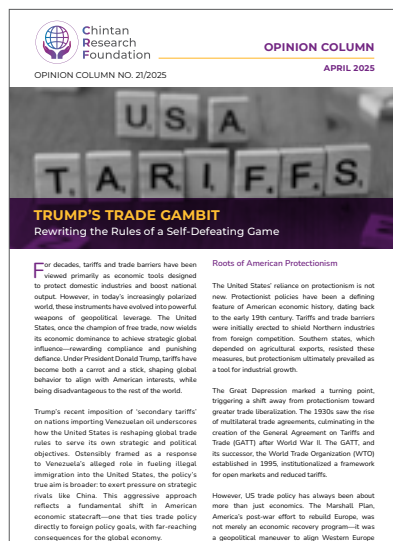 Chintan
Research
Foundation
OPINION COLUMN
APRIL 2025
OPINION COLUMN NO. 21/2025
USA
TARIFFS
TRUMP'S TRADE GAMBIT
Rewriting the Rules of a Self-Defeating Game
For decades, tariffs and trade barriers have been
viewed primarily as economic tools designed
to protect domestic industries and boost national
output. However, in today's increasingly polarized
world, these instruments have evolved into powerful
weapons of geopolitical leverage. The United
States, once the champion of free trade, now wields
its economic dominance to achieve strategic global
influence—rewarding compliance and punishing
defiance. Under President Donald Trump, tariffs have
become both a carrot and a stick, shaping global
behavior to align with American interests, while
being disadvantageous to the rest of the world.
Trump's recent imposition of 'secondary tariffs'
on nations importing Venezuelan oil underscores
how the United States is reshaping global trade
rules to serve its own strategic and political
objectives. Ostensibly framed as a response
to Venezuela's alleged role in fueling illegal
immigration into the United States, the policy's
true aim is broader: to exert pressure on strategic
rivals like China. This aggressive approach
reflects a fundamental shift in American
economic statecraft—one that ties trade policy
directly to foreign policy goals, with far-reaching
consequences for the global economy.
Roots of American Protectionism
The United States' reliance on protectionism is not
new. Protectionist policies have been a defining
feature of American economic history, dating back
to the early 19th century. Tariffs and trade barriers
were initially erected to shield Northern industries
from foreign competition. Southern states, which
depended on agricultural exports, resisted these
measures, but protectionism ultimately prevailed as
a tool for industrial growth.
The Great Depression marked a turning point,
triggering a shift away from protectionism toward
greater trade liberalization. The 1930s saw the rise
of multilateral trade agreements, culminating in the
creation of the General Agreement on Tariffs and
Trade (GATT) after World War II. The GATT, and
its successor, the World Trade Organization (WTO)
established in 1995, institutionalized a framework
for open markets and reduced tariffs.
However, US trade policy has always been about
more than just economics. The Marshall Plan,
America's post-war effort to rebuild Europe, was
not merely an economic recovery program—it was
a geopolitical maneuver to align Western Europe